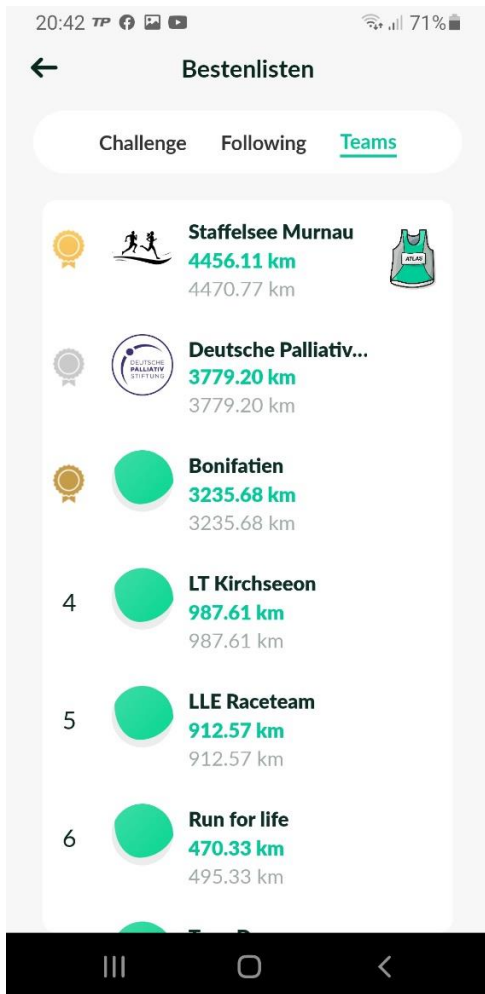 20:42 TP 71%
Bestenlisten
Challenge Following Teams
Staffelsee Murnau
4456.11 km
4470.77 km
ATLAS
DEUTSCHE
PALLIATIV
STIFTUNG
Deutsche Palliativ...
3779.20 km
3779.20 km
Bonifatien
3235.68 km
3235.68 km
4
LT Kirchseeon
987.61 km
987.61 km
5
LLE Raceteam
912.57 km
912.57 km
6
Run for life
470.33 km
495.33 km